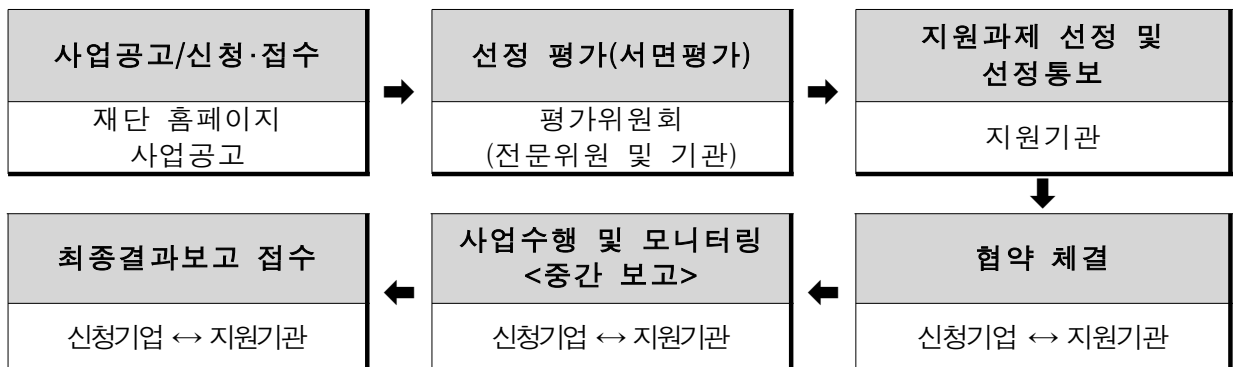 사업공고/신청·접수
재단 홈페이지
사업공고
선정 평가(서면평가)
평가위원회
(전문위원 및 기관)
지원과제 선정 및
선정통보
지원기관
협약 체결
신청기업 ↔ 지원기관
사업수행 및 모니터링
<중간 보고>
신청기업 ↔ 지원기관
최종결과보고 접수
신청기업 ↔ 지원기관